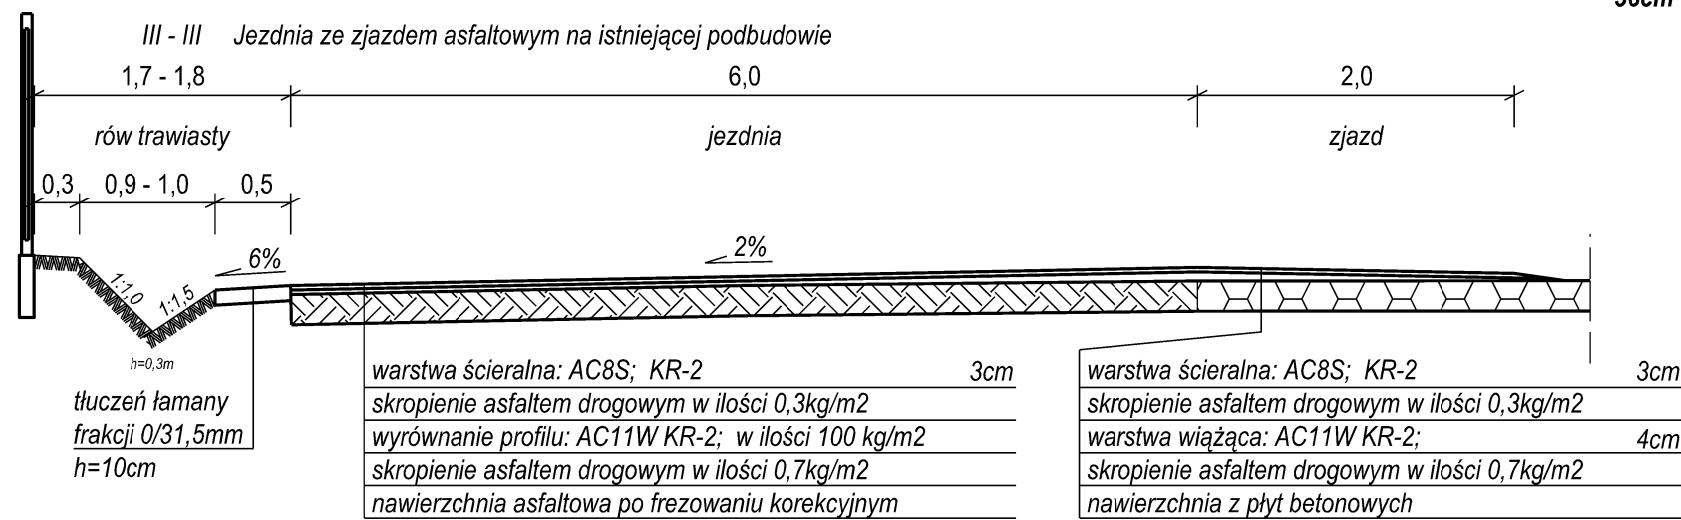 50cm
III - III Jezdnia ze zjazdem asfaltowym na istniejącej podbudowie
1,7 - 1,8 6,0 2,0
rów trawiasty jezdnia zjazd
0,3 0,9 - 1,0 0,5
6% 2%
1:1,0 1:1,5
h=0,3m
tłuczeń łamany
frakcji 0/31,5mm
h=10cm
warstwa ścieralna: AC8S; KR-2 3cm
skropienie asfaltem drogowym w ilości 0,3kg/m2
wyrównanie profilu: AC11W KR-2; w ilości 100 kg/m2
skropienie asfaltem drogowym w ilości 0,7kg/m2
nawierzchnia asfaltowa po frezowaniu korekcyjnym
warstwa ścieralna: AC8S; KR-2 3cm
skropienie asfaltem drogowym w ilości 0,3kg/m2
warstwa wiążąca: AC11W KR-2; 4cm
skropienie asfaltem drogowym w ilości 0,7kg/m2
nawierzchnia z płyt betonowych